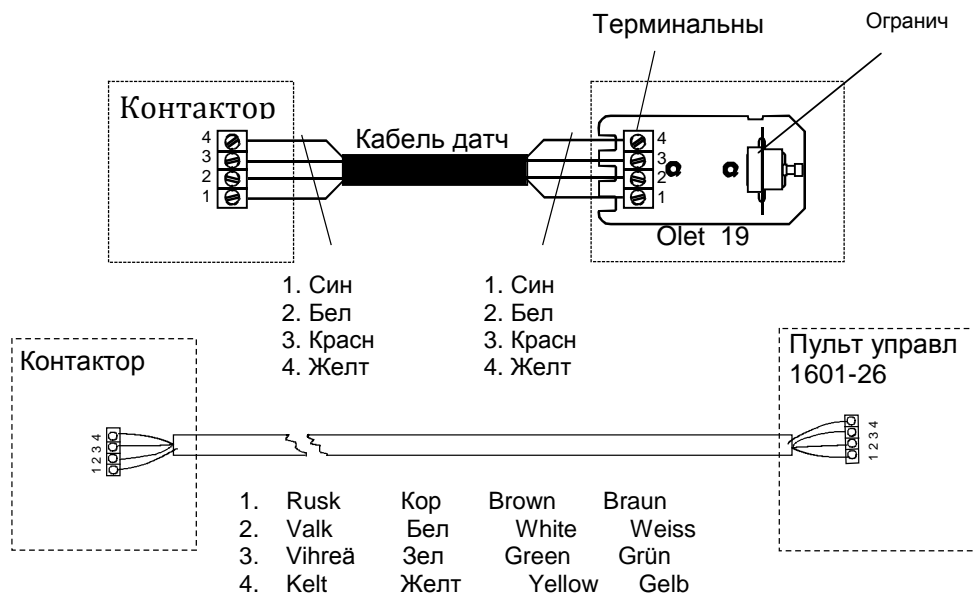 Терминальны
Огранич
Контактор
Кабель датч
4
3
2
1
4
3
2
1
Olet 19
1. Син
2. Бел
3. Красн
4. Желт
1. Син
2. Бел
3. Красн
4. Желт
Контактор
Пульт управл
1601-26
1 2 3 4
1 2 3 4
1. Rusk Кор Brown Braun
2. Valk Бел White Weiss
3. Vihreä Зел Green Grün
4. Kelt Желт Yellow Gelb